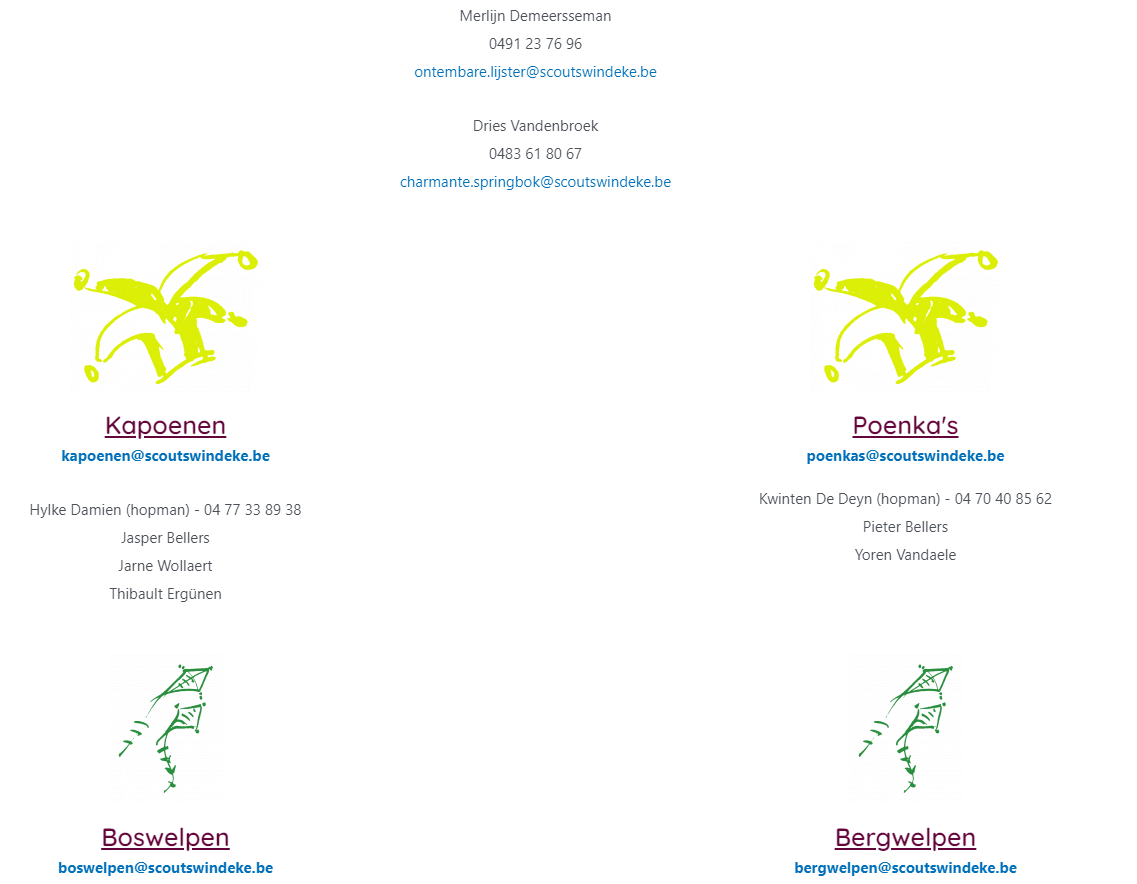 Merlijn Demeersseman
0491 23 76 96
ontembare.lijster@scoutswindeke.be
Dries Vandenbroek
0483 61 80 67
charmante.springbok@scoutswindeke.be
Kapoenen
kapoenen@scoutswindeke.be
Hylke Damien (hopman) - 04 77 33 89 38
Jasper Bellers
Jarne Wollaert
Thibault Ergünen
Poenka's
poenkas@scoutswindeke.be
Kwinten De Deyn (hopman) - 04 70 40 85 62
Pieter Bellers
Yoren Vandaele
Boswelpen
boswelpen@scoutswindeke.be
Bergwelpen
bergwelpen@scoutswindeke.be